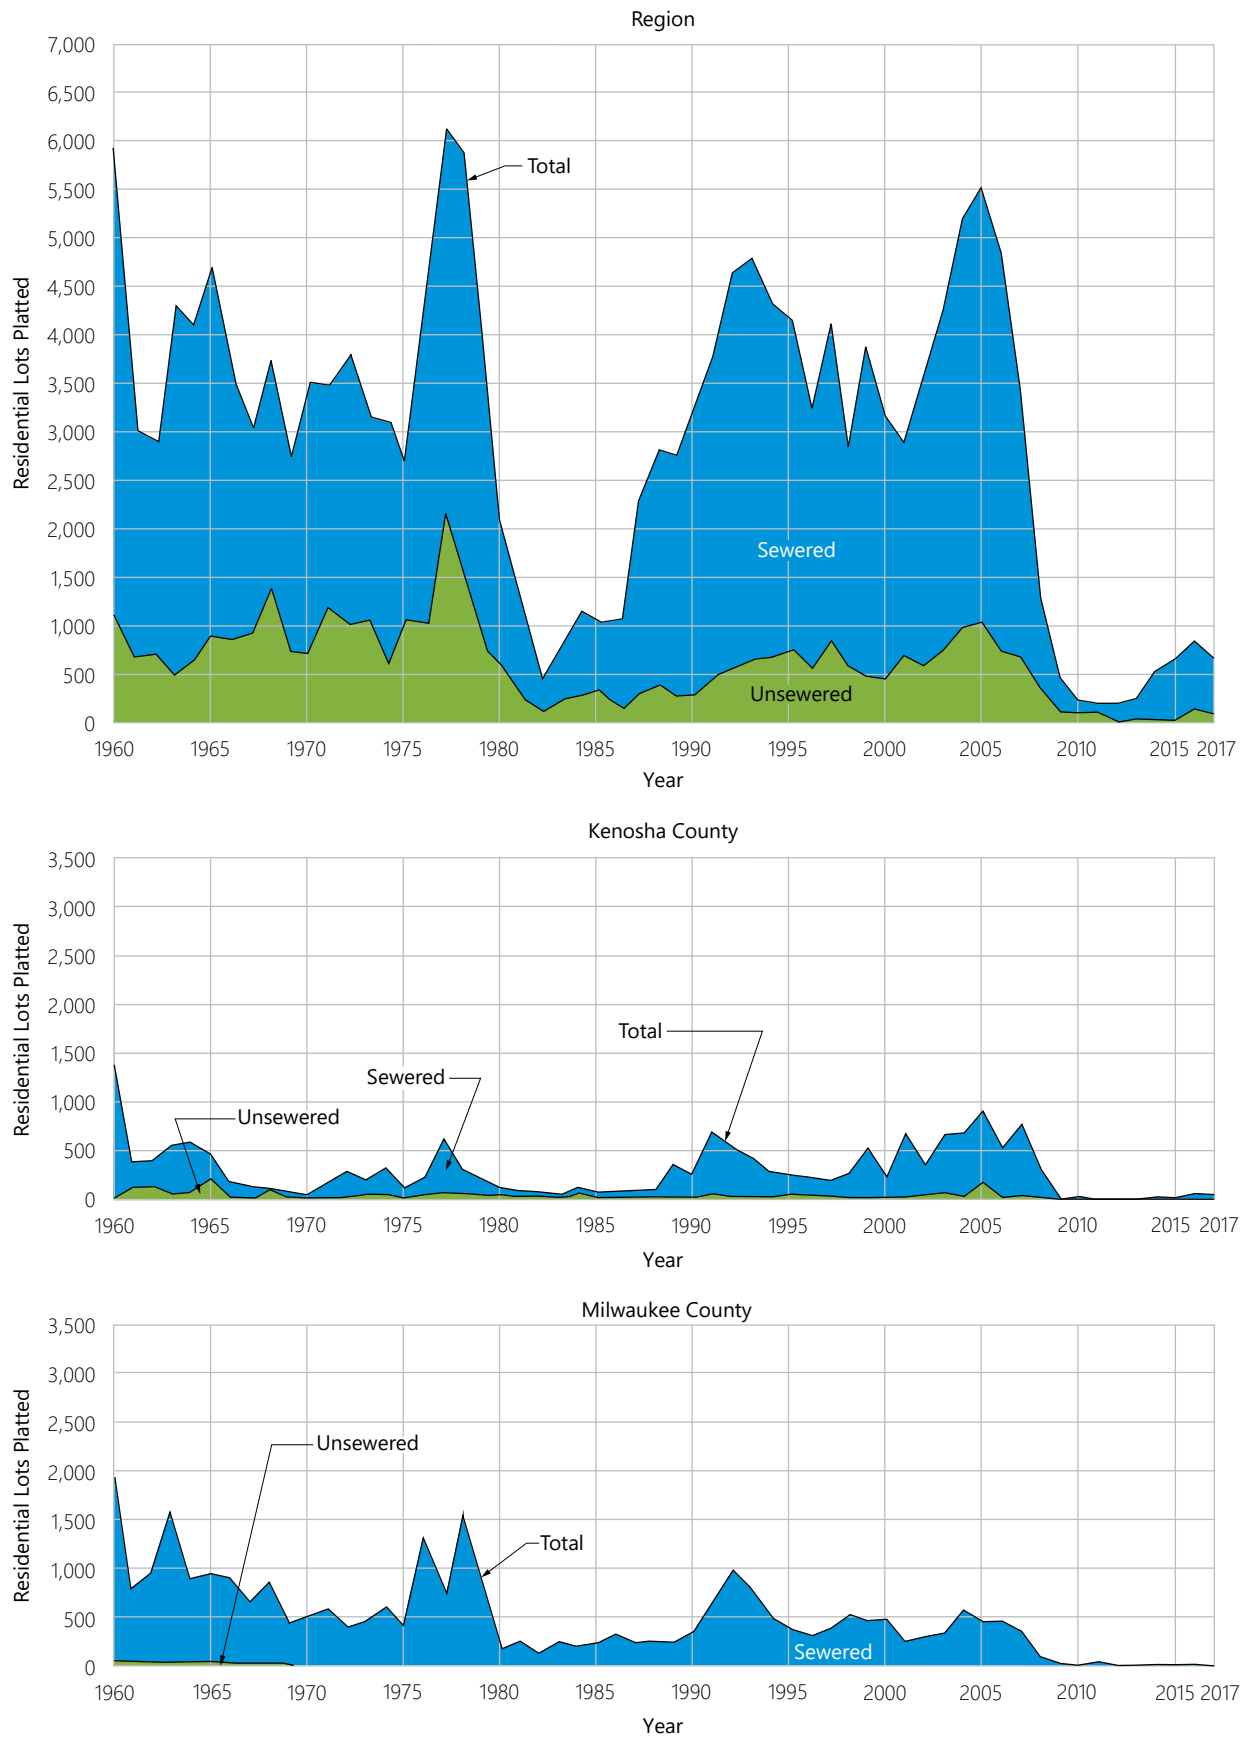 Region
7,000
6,500
6,000
5,500
5,000
4,500
4,000
3,500
3,000
2,500
2,000
1,500
1,000
500
0
Residential Lots Platted
Total
Sewered
Unsewered
1960 1965 1970 1975 1980 1985 1990 1995 2000 2005 2010 2015 2017
Year
Kenosha County
3,500
3,000
2,500
2,000
1,500
1,000
500
0
Residential Lots Platted
Total
Sewered
Unsewered
1960 1965 1970 1975 1980 1985 1990 1995 2000 2005 2010 2015 2017
Year
Milwaukee County
3,500
3,000
2,500
2,000
1,500
1,000
500
0
Residential Lots Platted
Unsewered
Total
Sewered
1960 1965 1970 1975 1980 1985 1990 1995 2000 2005 2010 2015 2017
Year